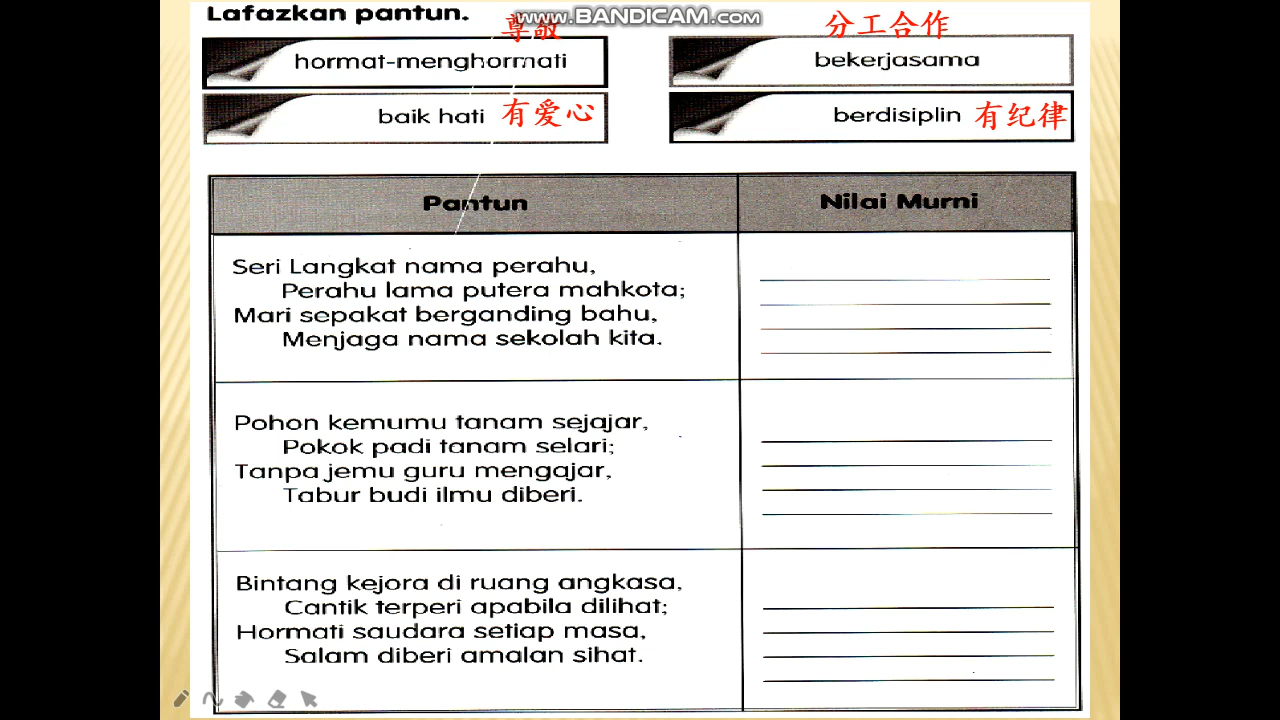 Lafazkan pantun.
www.BANDICAM.com
尊敬
分工合作
hormat-menghormati
bekerjasama
baik hati 有爱心
berdisiplin 有纪律
Pantun
Nilai Murni
Seri Langkat nama perahu,
Perahu lama putera mahkota;
Mari sepakat berganding bahu,
Menjaga nama sekolah kita.
Pohon kemumu tanam sejajar,
Pokok padi tanam selari;
Tanpa jemu guru mengajar,
Tabur budi ilmu diberi.
Bintang kejora di ruang angkasa,
Cantik terperi apabila dilihat;
Hormati saudara setiap masa,
Salam diberi amalan sihat.